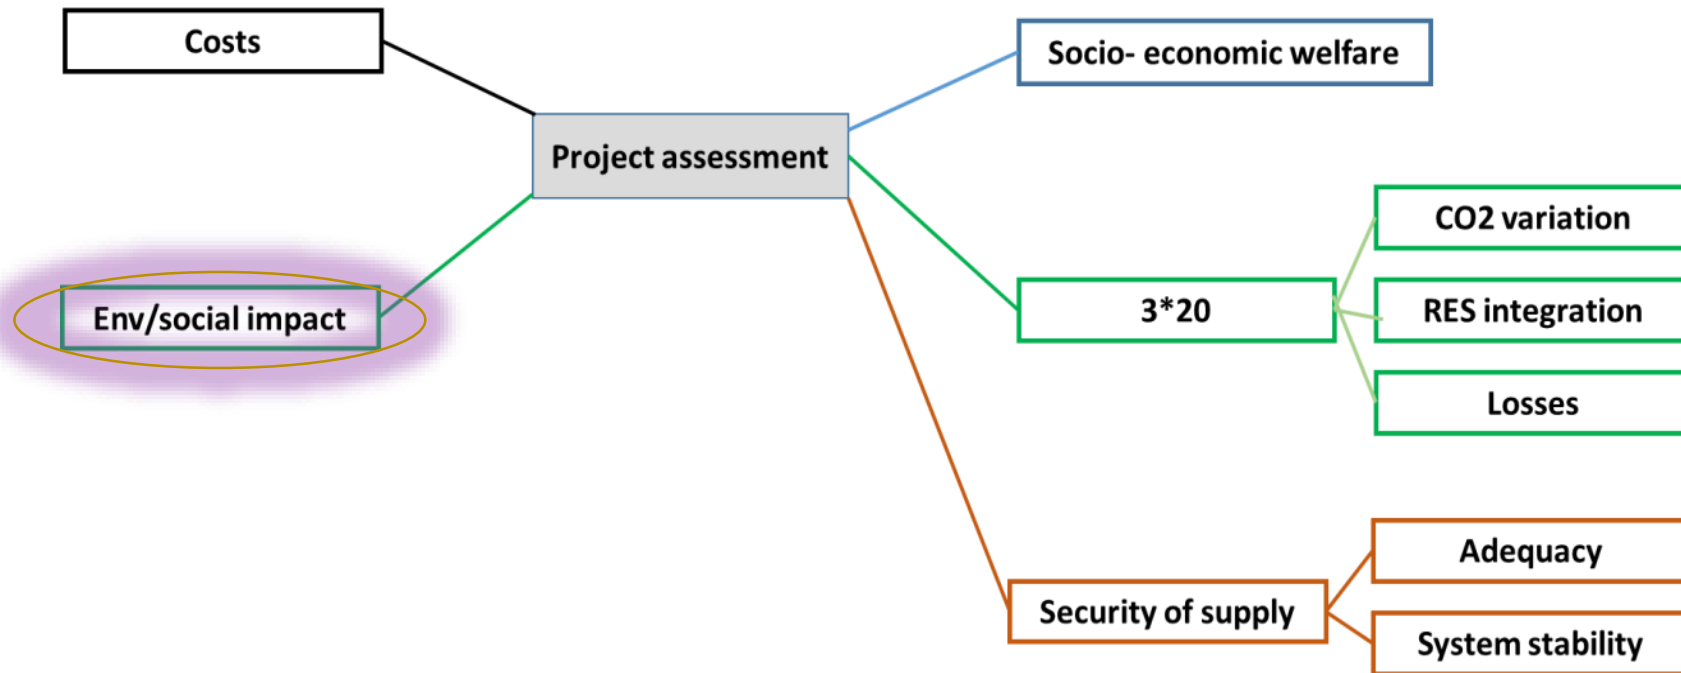 Costs
Socio- economic welfare
Project assessment
CO2 variation
Env/social impact
3*20
RES integration
Losses
Adequacy
Security of supply
System stability